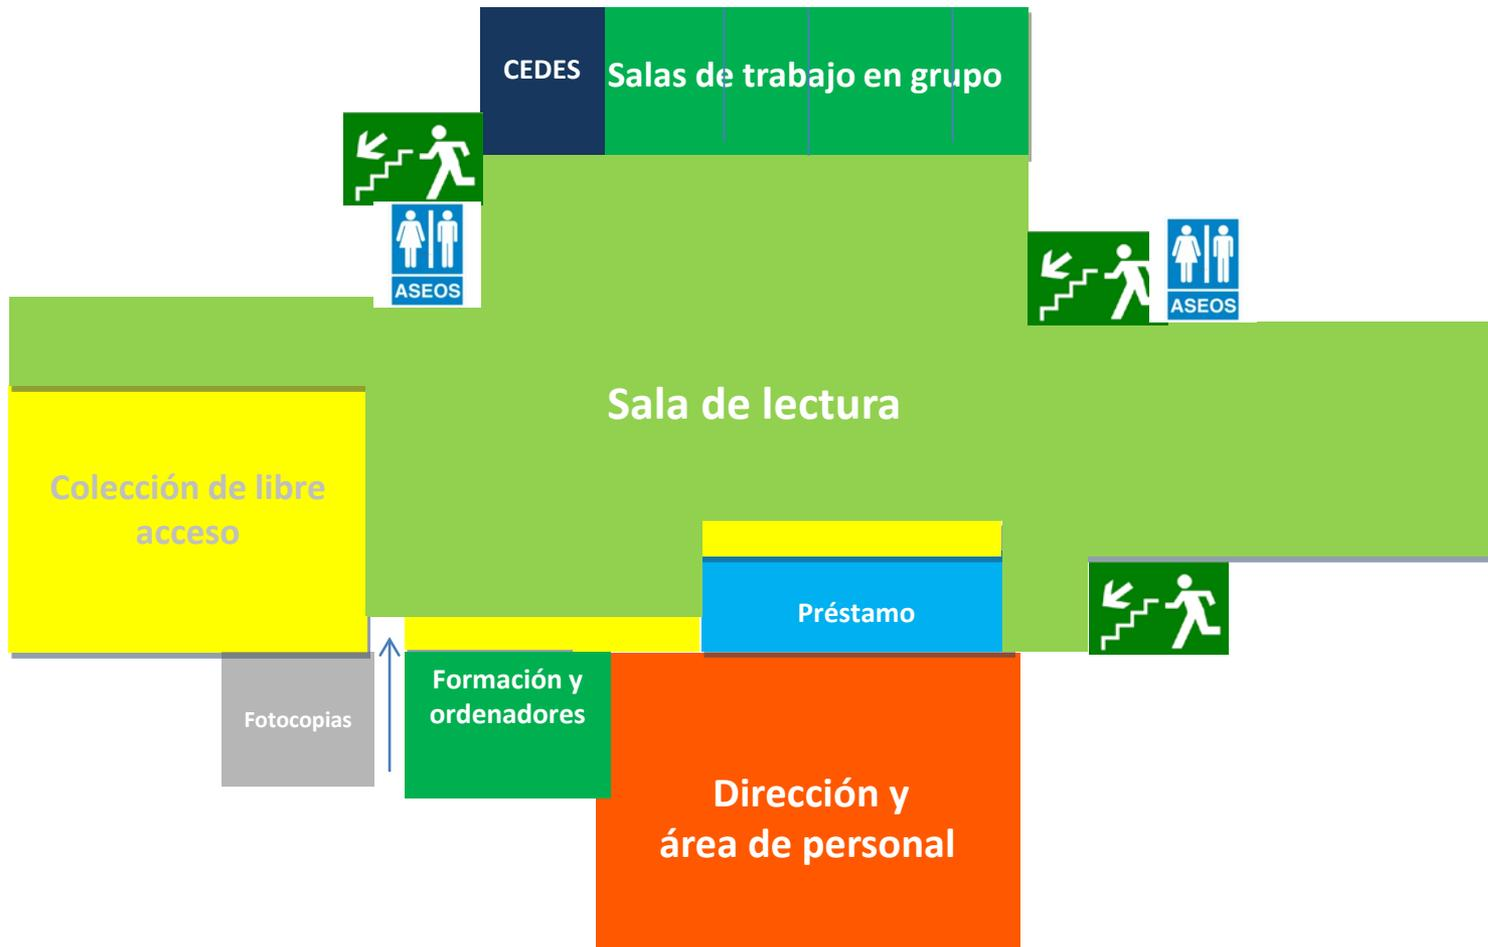 CEDES
Salas de trabajo en grupo
ASEOS
ASEOS
Sala de lectura
Colección de libre
acceso
Préstamo
Formación y
ordenadores
Fotocopias
Dirección y
área de personal